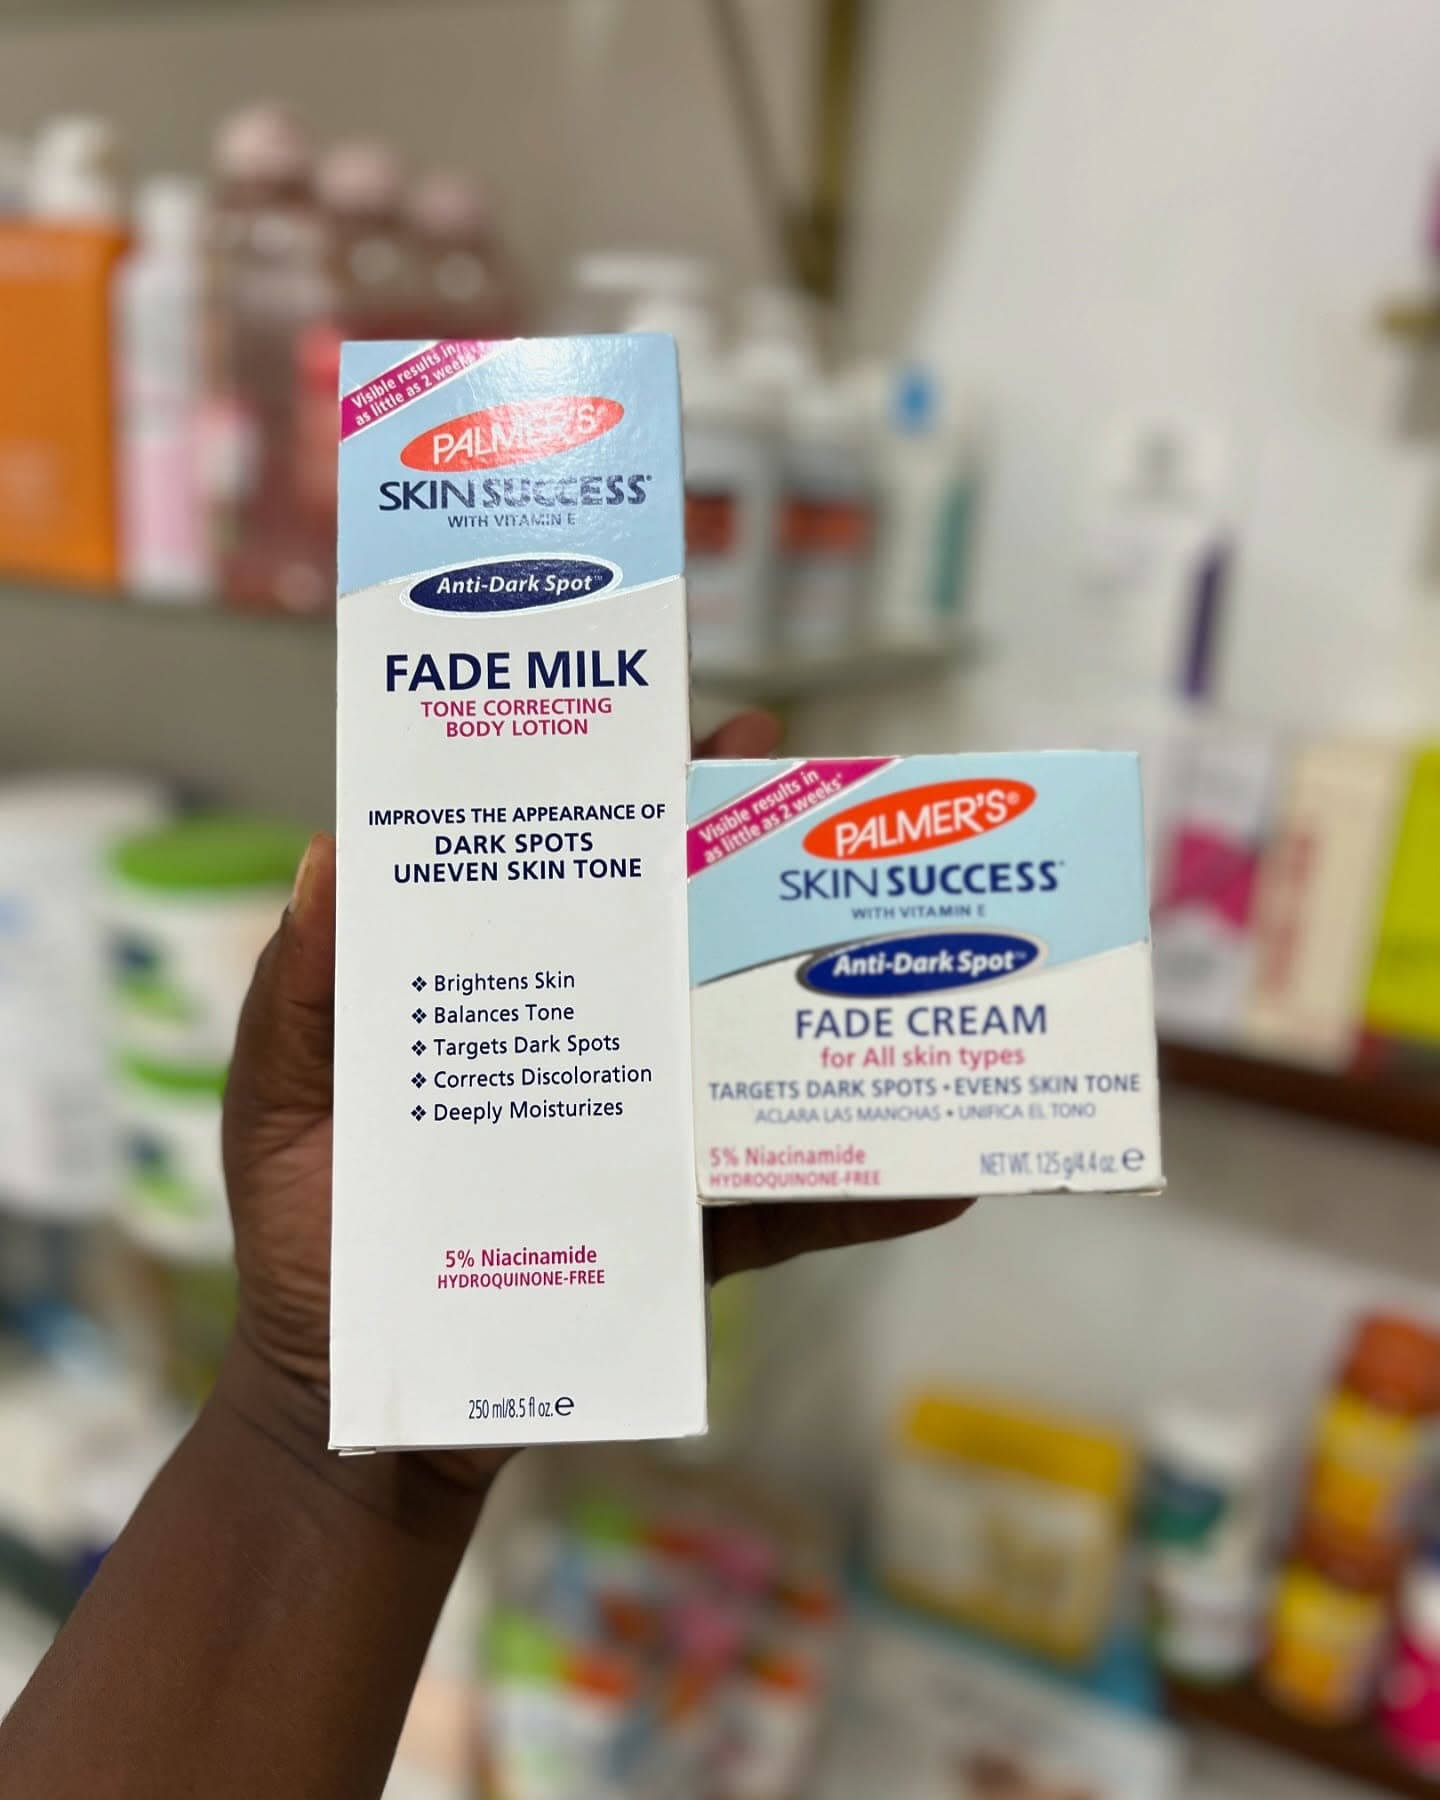 Visible results in
as little as 2 weeks
PALMER'S®
SKIN SUCCESS
WITH VITAMIN E
Anti-Dark Spot™
FADE MILK
TONE CORRECTING
BODY LOTION
IMPROVES THE APPEARANCE OF
DARK SPOTS
UNEVEN SKIN TONE
❖ Brightens Skin
❖ Balances Tone
❖ Targets Dark Spots
❖ Corrects Discoloration
❖ Deeply Moisturizes
5% Niacinamide
HYDROQUINONE-FREE
250 ml/8.5 fl oz. ℮
Visible results in
as little as 2 weeks*
PALMER'S®
SKIN SUCCESS
WITH VITAMIN E
Anti-Dark Spot™
FADE CREAM
for All skin types
TARGETS DARK SPOTS • EVENS SKIN TONE
ACLARA LAS MANCHAS • UNIFICA EL TONO
5% Niacinamide
HYDROQUINONE-FREE
NET WT. 125 g/4.4 oz. ℮